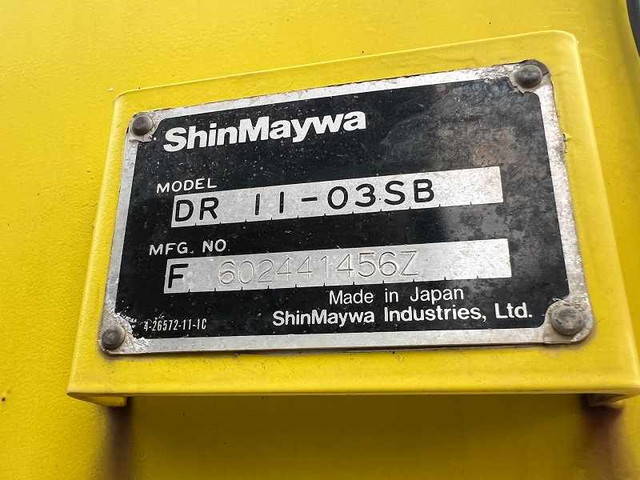 ShinMaywa
MODEL
DR 11-03SB
MFG. NO
F 602441456Z
Made in Japan
ShinMaywa Industries, Ltd.
4-26572-11-1C